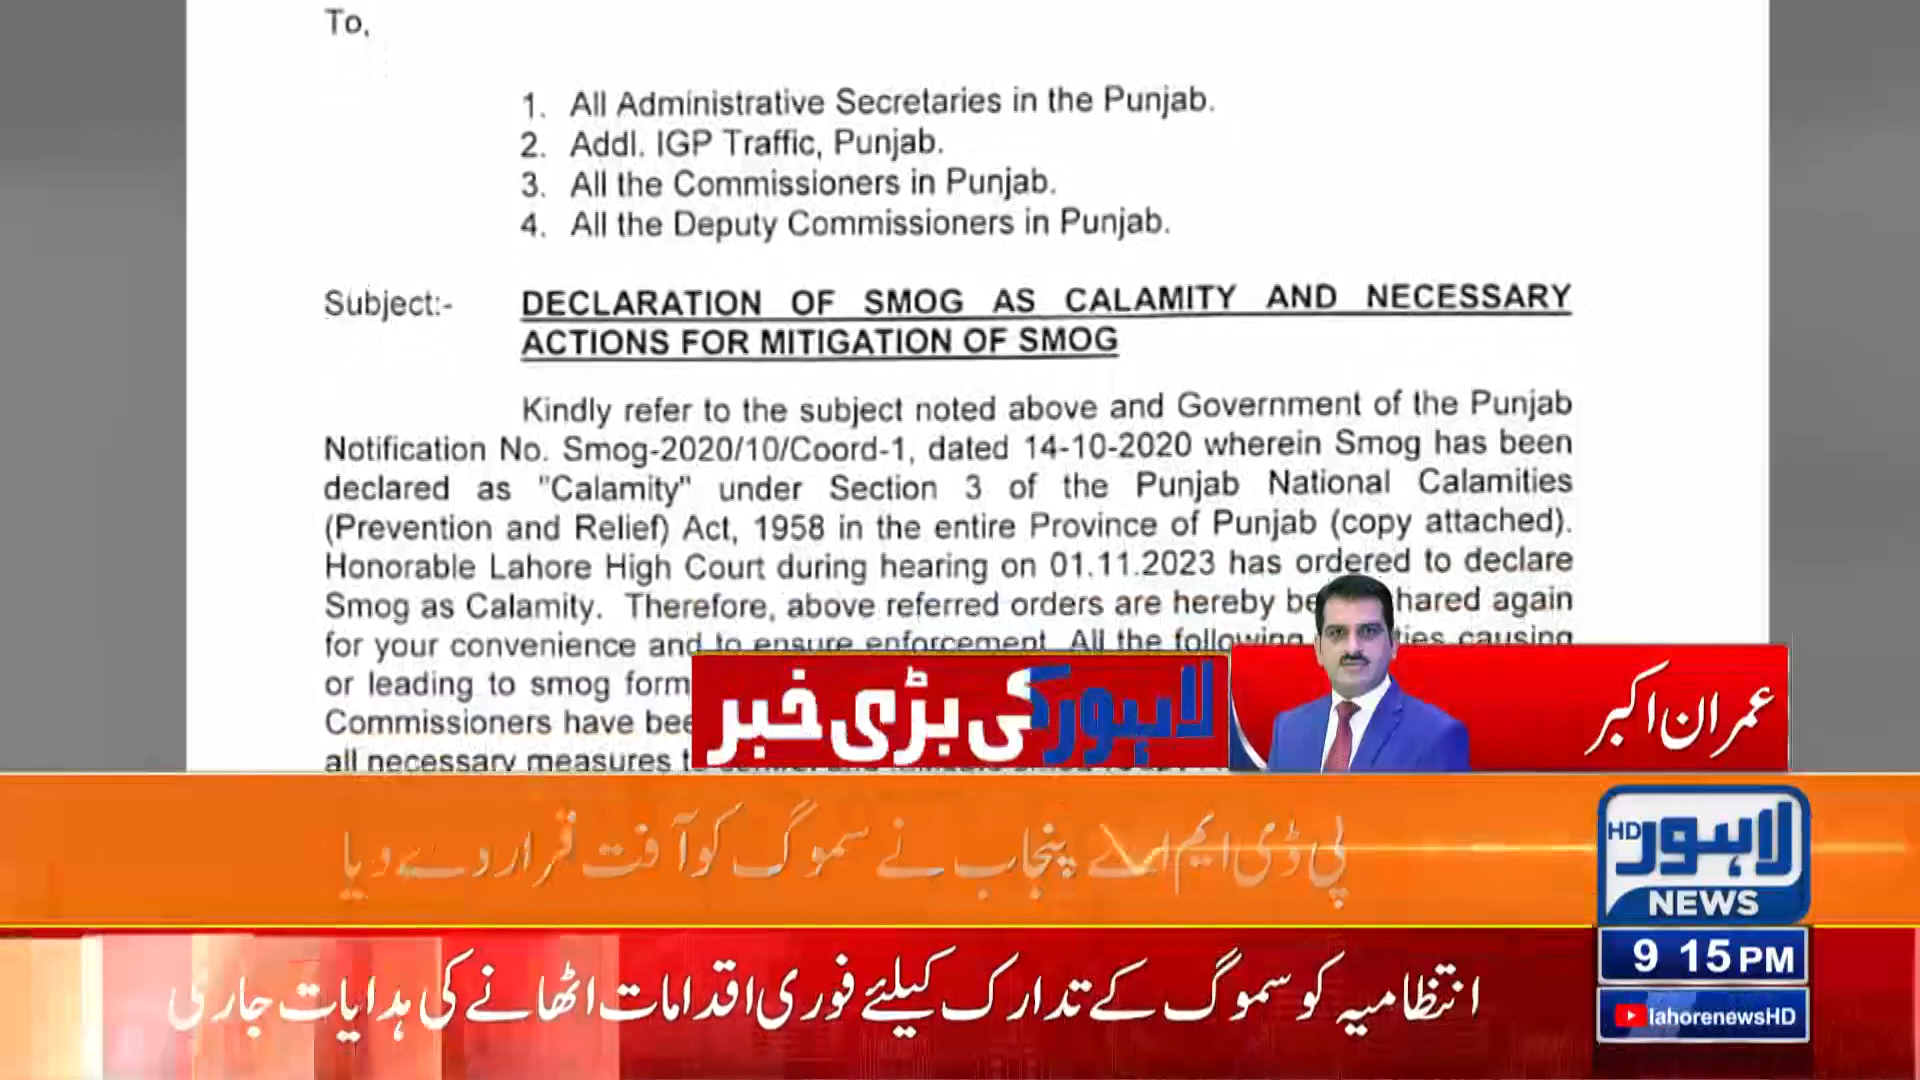 To,
1. All Administrative Secretaries in the Punjab.
2. Addl. IGP Traffic, Punjab.
3. All the Commissioners in Punjab.
4. All the Deputy Commissioners in Punjab.
Subject:- DECLARATION OF SMOG AS CALAMITY AND NECESSARY
ACTIONS FOR MITIGATION OF SMOG
Kindly refer to the subject noted above and Government of the Punjab
Notification No. Smog-2020/10/Coord-1, dated 14-10-2020 wherein Smog has been
declared as "Calamity" under Section 3 of the Punjab National Calamities
(Prevention and Relief) Act, 1958 in the entire Province of Punjab (copy attached).
Honorable Lahore High Court during hearing on 01.11.2023 has ordered to declare
Smog as Calamity. Therefore, above referred orders are hereby hared again
for your convenience and to ensure enforcement. All the following causing
or leading to smog form
Commissioners have bee
all necessary measures
لاہور کی بڑی خبر
عمران اکبر
پی ڈی ایم اے پنجاب نے سموگ کو آفت قرار دے دیا
انتظامیہ کو سموگ کے تدارک کیلئے فوری اقدامات اٹھانے کی ہدایات جاری
لاہور HD
NEWS
9 15 PM
lahorenewsHD